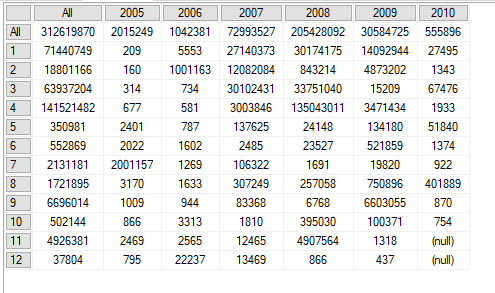 All 2005 2006 2007 2008 2009 2010
All 312619870 2015249 1042381 72993527 205428092 30584725 555896
1 71440749 209 5553 27140373 30174175 14092944 27495
2 18801166 160 1001163 12082084 843214 4873202 1343
3 63937204 314 734 30102431 33751040 15209 67476
4 141521482 677 581 3003846 135043011 3471434 1933
5 350981 2401 787 137625 24148 134180 51840
6 552869 2022 1602 2485 23527 521859 1374
7 2131181 2001157 1269 106322 1691 19820 922
8 1721895 3170 1633 307249 257058 750896 401889
9 6696014 1009 944 83368 6768 6603055 870
10 502144 866 3313 1810 395030 100371 754
11 4926381 2469 2565 12465 4907564 1318 (null)
12 37804 795 22237 13469 866 437 (null)